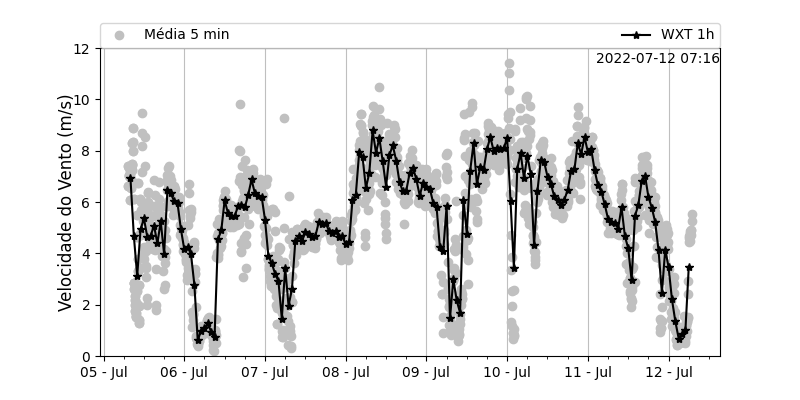 Média 5 min
WXT 1h
2022-07-12 07:16
Velocidade do Vento (m/s)
12
10
8
6
4
2
0
05 - Jul 06 - Jul 07 - Jul 08 - Jul 09 - Jul 10 - Jul 11 - Jul 12 - Jul